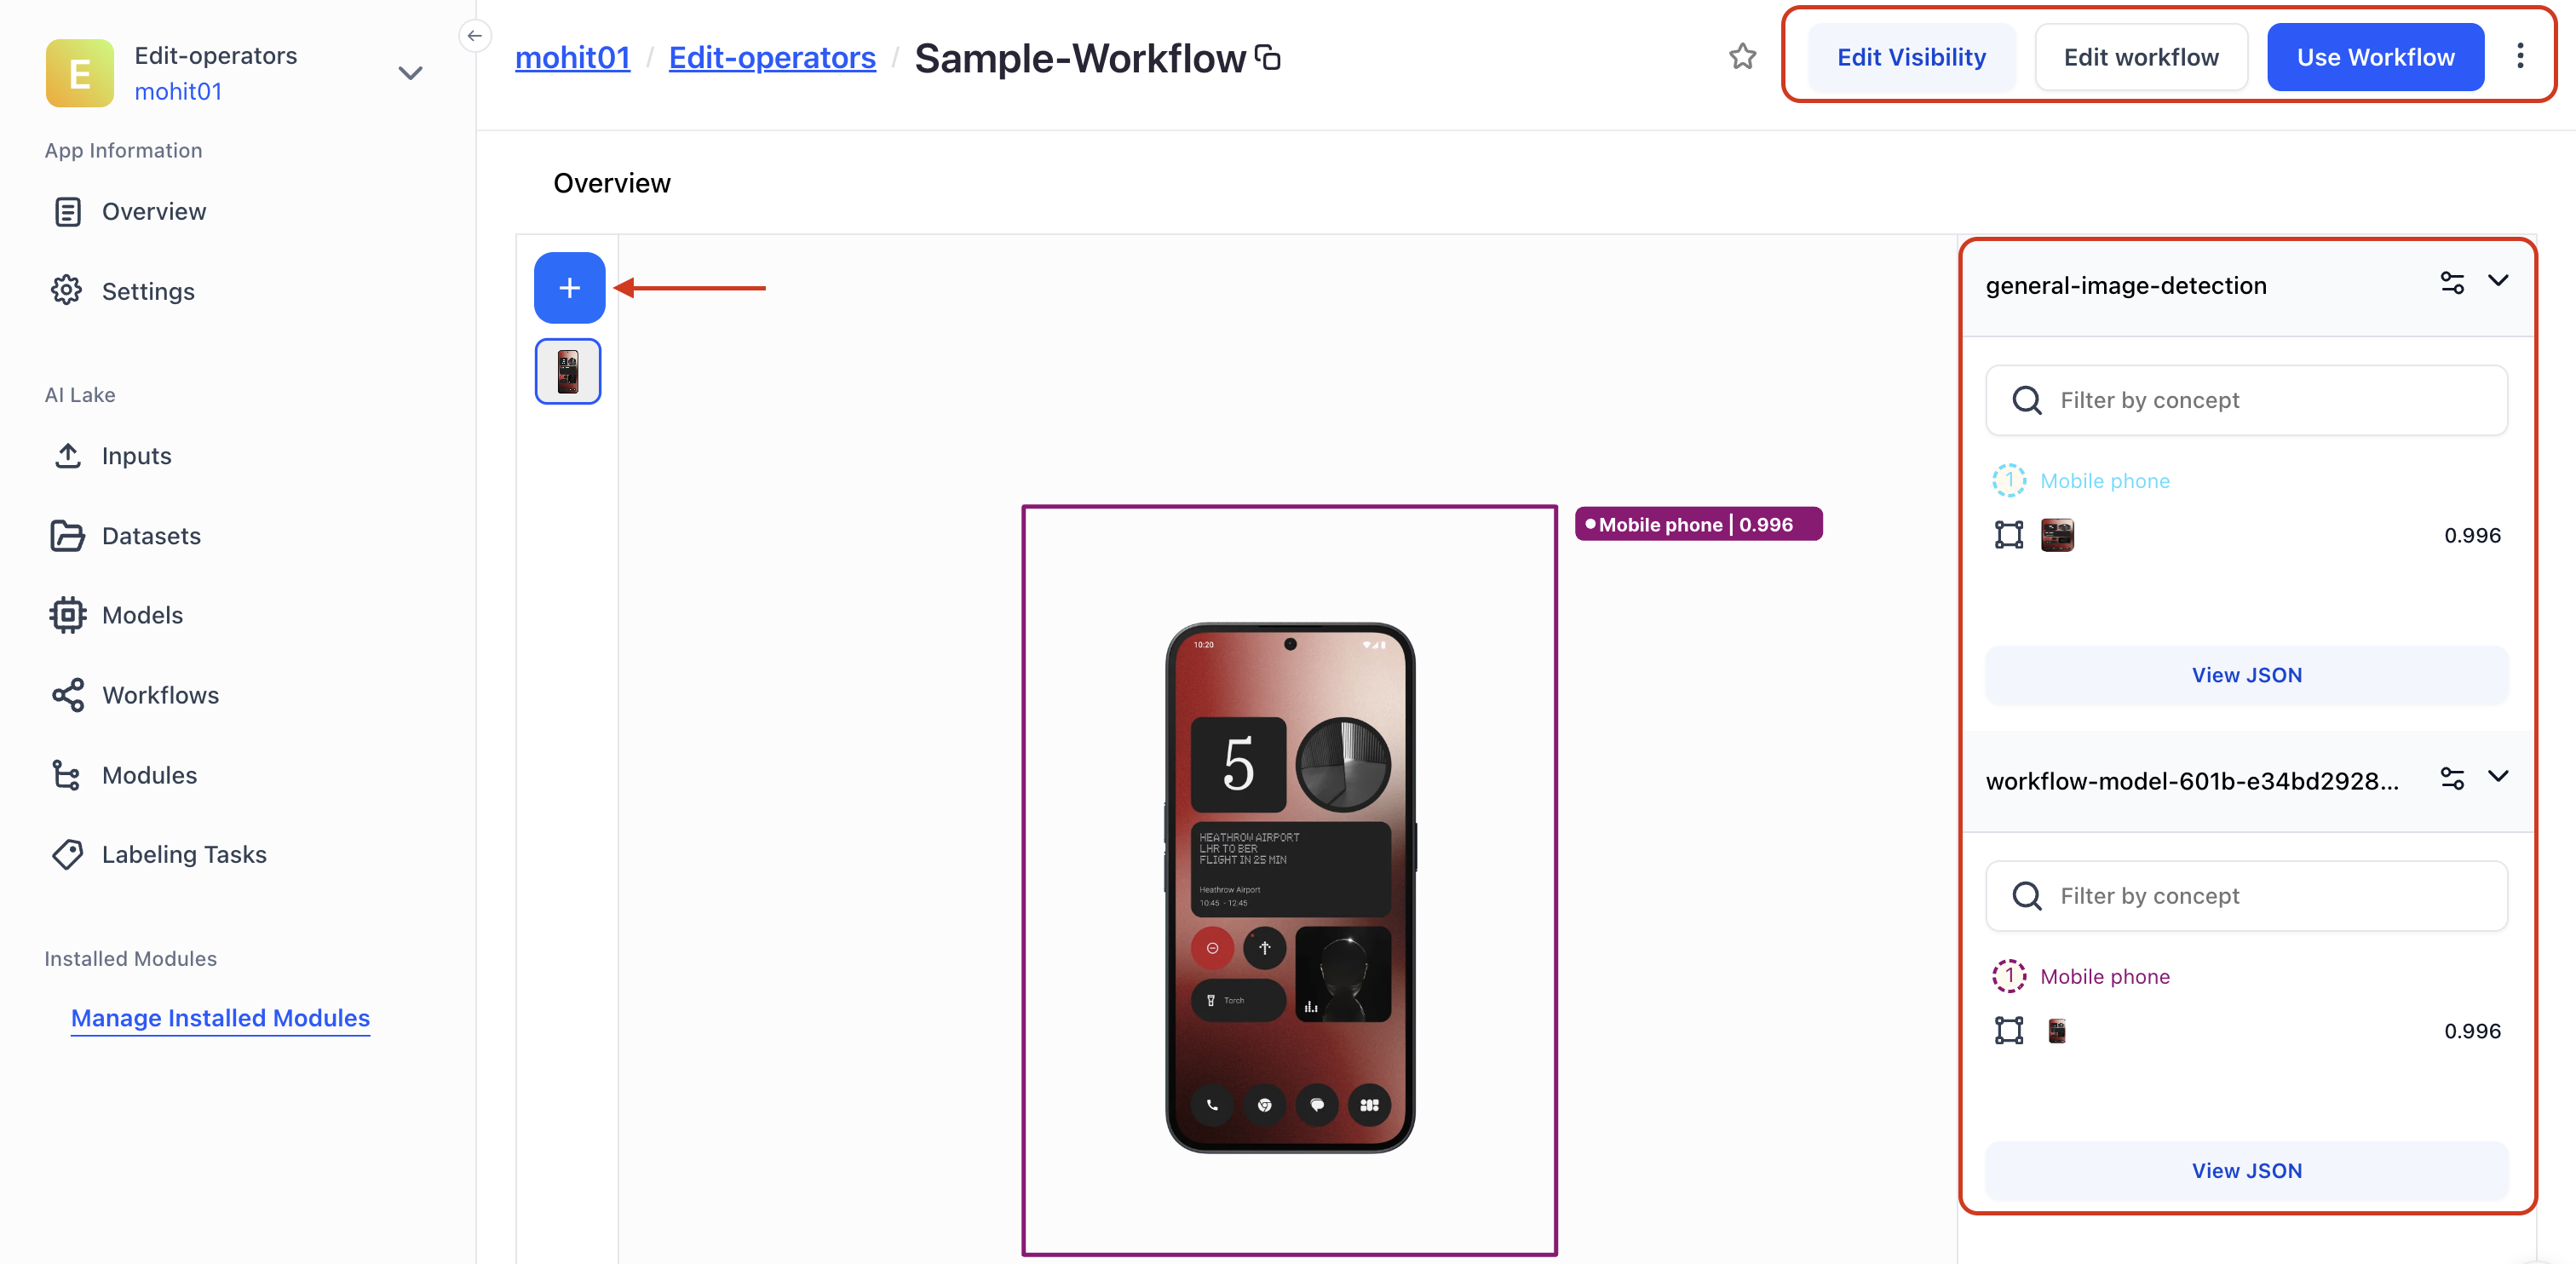 E
Edit-operators
mohit01
App Information
Overview
Settings
AI Lake
Inputs
Datasets
Models
Workflows
Modules
Labeling Tasks
Installed Modules
Manage Installed Modules
mohit01 / Edit-operators / Sample-Workflow
Edit Visibility
Edit workflow
Use Workflow
Overview
+
Mobile phone | 0.996
10:20
5
HEATHROW AIRPORT
LHR TO BER
FLIGHT IN 25 MIN
Heathrow Airport
10:45 - 12:45
Torch
general-image-detection
Filter by concept
1 Mobile phone
0.996
View JSON
workflow-model-601b-e34bd2928...
Filter by concept
1 Mobile phone
0.996
View JSON